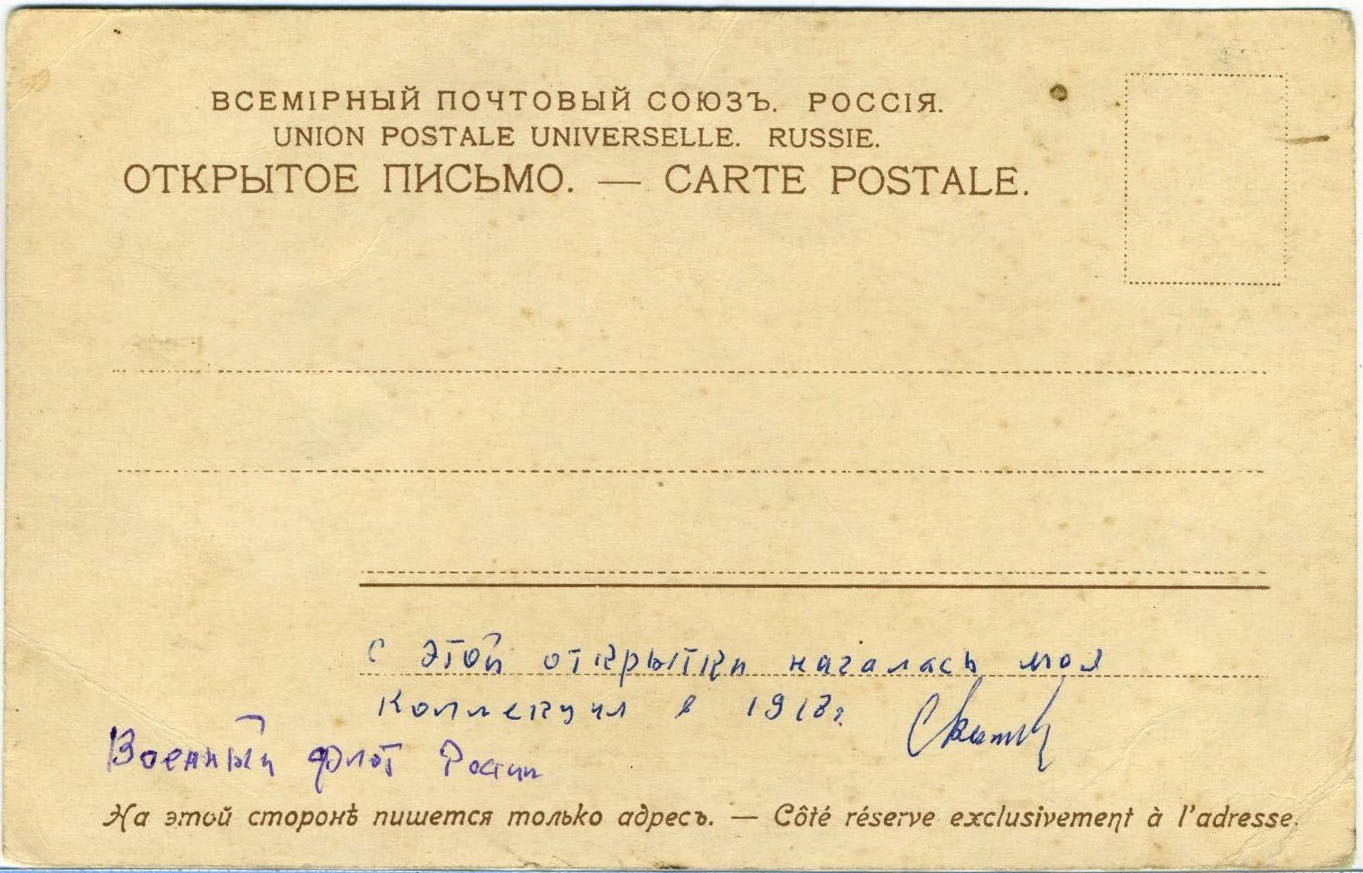 ВСЕМІРНЫЙ ПОЧТОВЫЙ СОЮЗЪ. РОССІЯ.
UNION POSTALE UNIVERSELLE. RUSSIE.
ОТКРЫТОЕ ПИСЬМО. — CARTE POSTALE.
С этой открытки началась моя
коллекция в 1918г.
Военный флот России
На этой сторонѣ пишется только адресъ. — Côté réserve exclusivement à l'adresse.